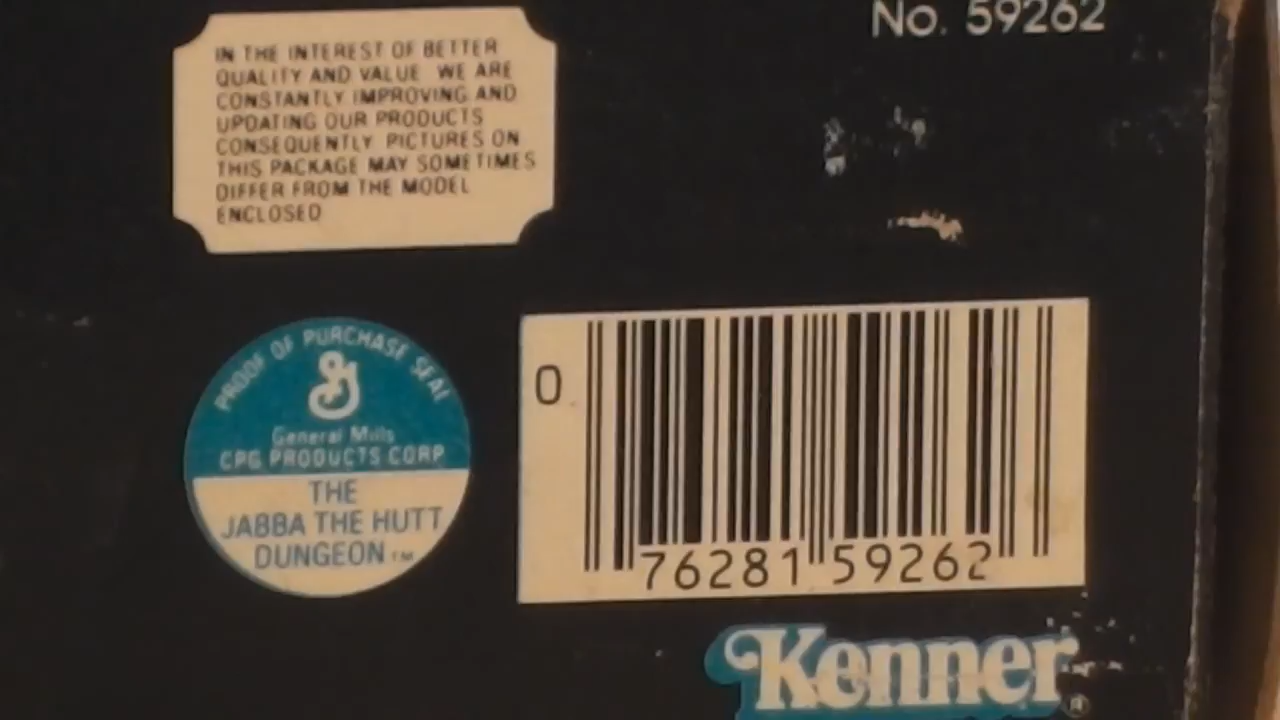 No. 59262
IN THE INTEREST OF BETTER
QUALITY AND VALUE WE ARE
CONSTANTLY IMPROVING AND
UPDATING OUR PRODUCTS
CONSEQUENTLY PICTURES ON
THIS PACKAGE MAY SOMETIMES
DIFFER FROM THE MODEL
ENCLOSED
PROOF OF PURCHASE SEAL
G
General Mills
CPG PRODUCTS CORP
THE
JABBA THE HUTT
DUNGEON™
0
76281 59262
Kenner®